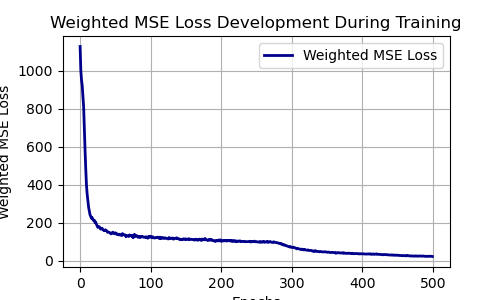 Weighted MSE Loss Development During Training
Weighted MSE Loss
Weighted MSE Loss
1000
800
600
400
200
0
0 100 200 300 400 500
Epochs